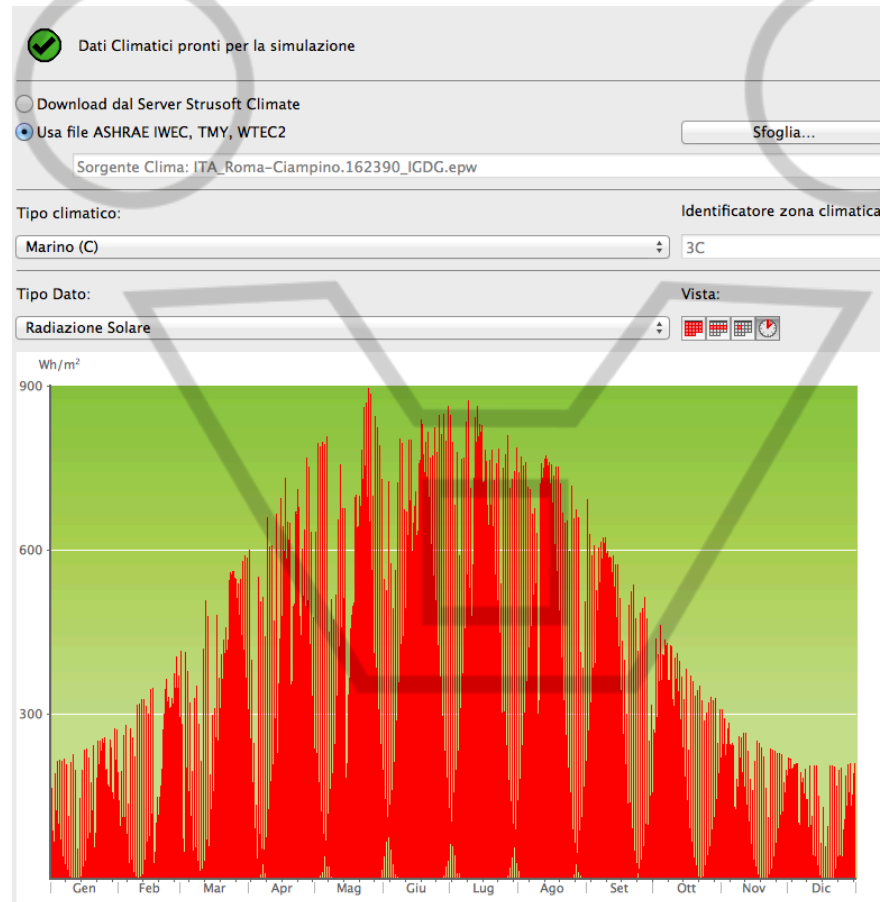 Dati Climatici pronti per la simulazione
Download dal Server Strusoft Climate
Usa file ASHRAE IWEC, TMY, WTEC2
Sfoglia...
Sorgente Clima: ITA_Roma-Ciampino.162390_IGDG.epw
Tipo climatico:
Identificatore zona climatica
Marino (C)
3C
Tipo Dato:
Vista:
Radiazione Solare
Wh/m²
900
600
300
Gen Feb Mar Apr Mag Giu Lug Ago Set Ott Nov Dic